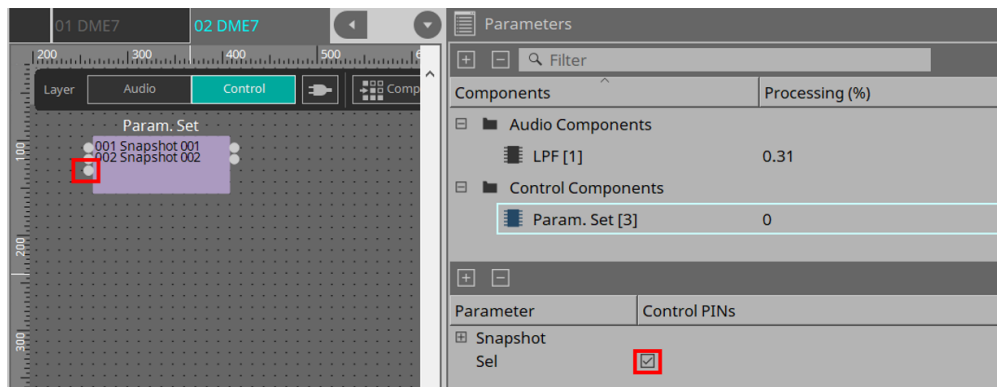 01 DME7
02 DME7
200
300
400
500
Layer
Audio
Control
Comp
Param. Set
001 Snapshot 001
002 Snapshot 002
100
200
300
Parameters
Filter
Components
Processing (%)
Audio Components
LPF [1]
0.31
Control Components
Param. Set [3]
0
Parameter
Control PINs
Snapshot
Sel